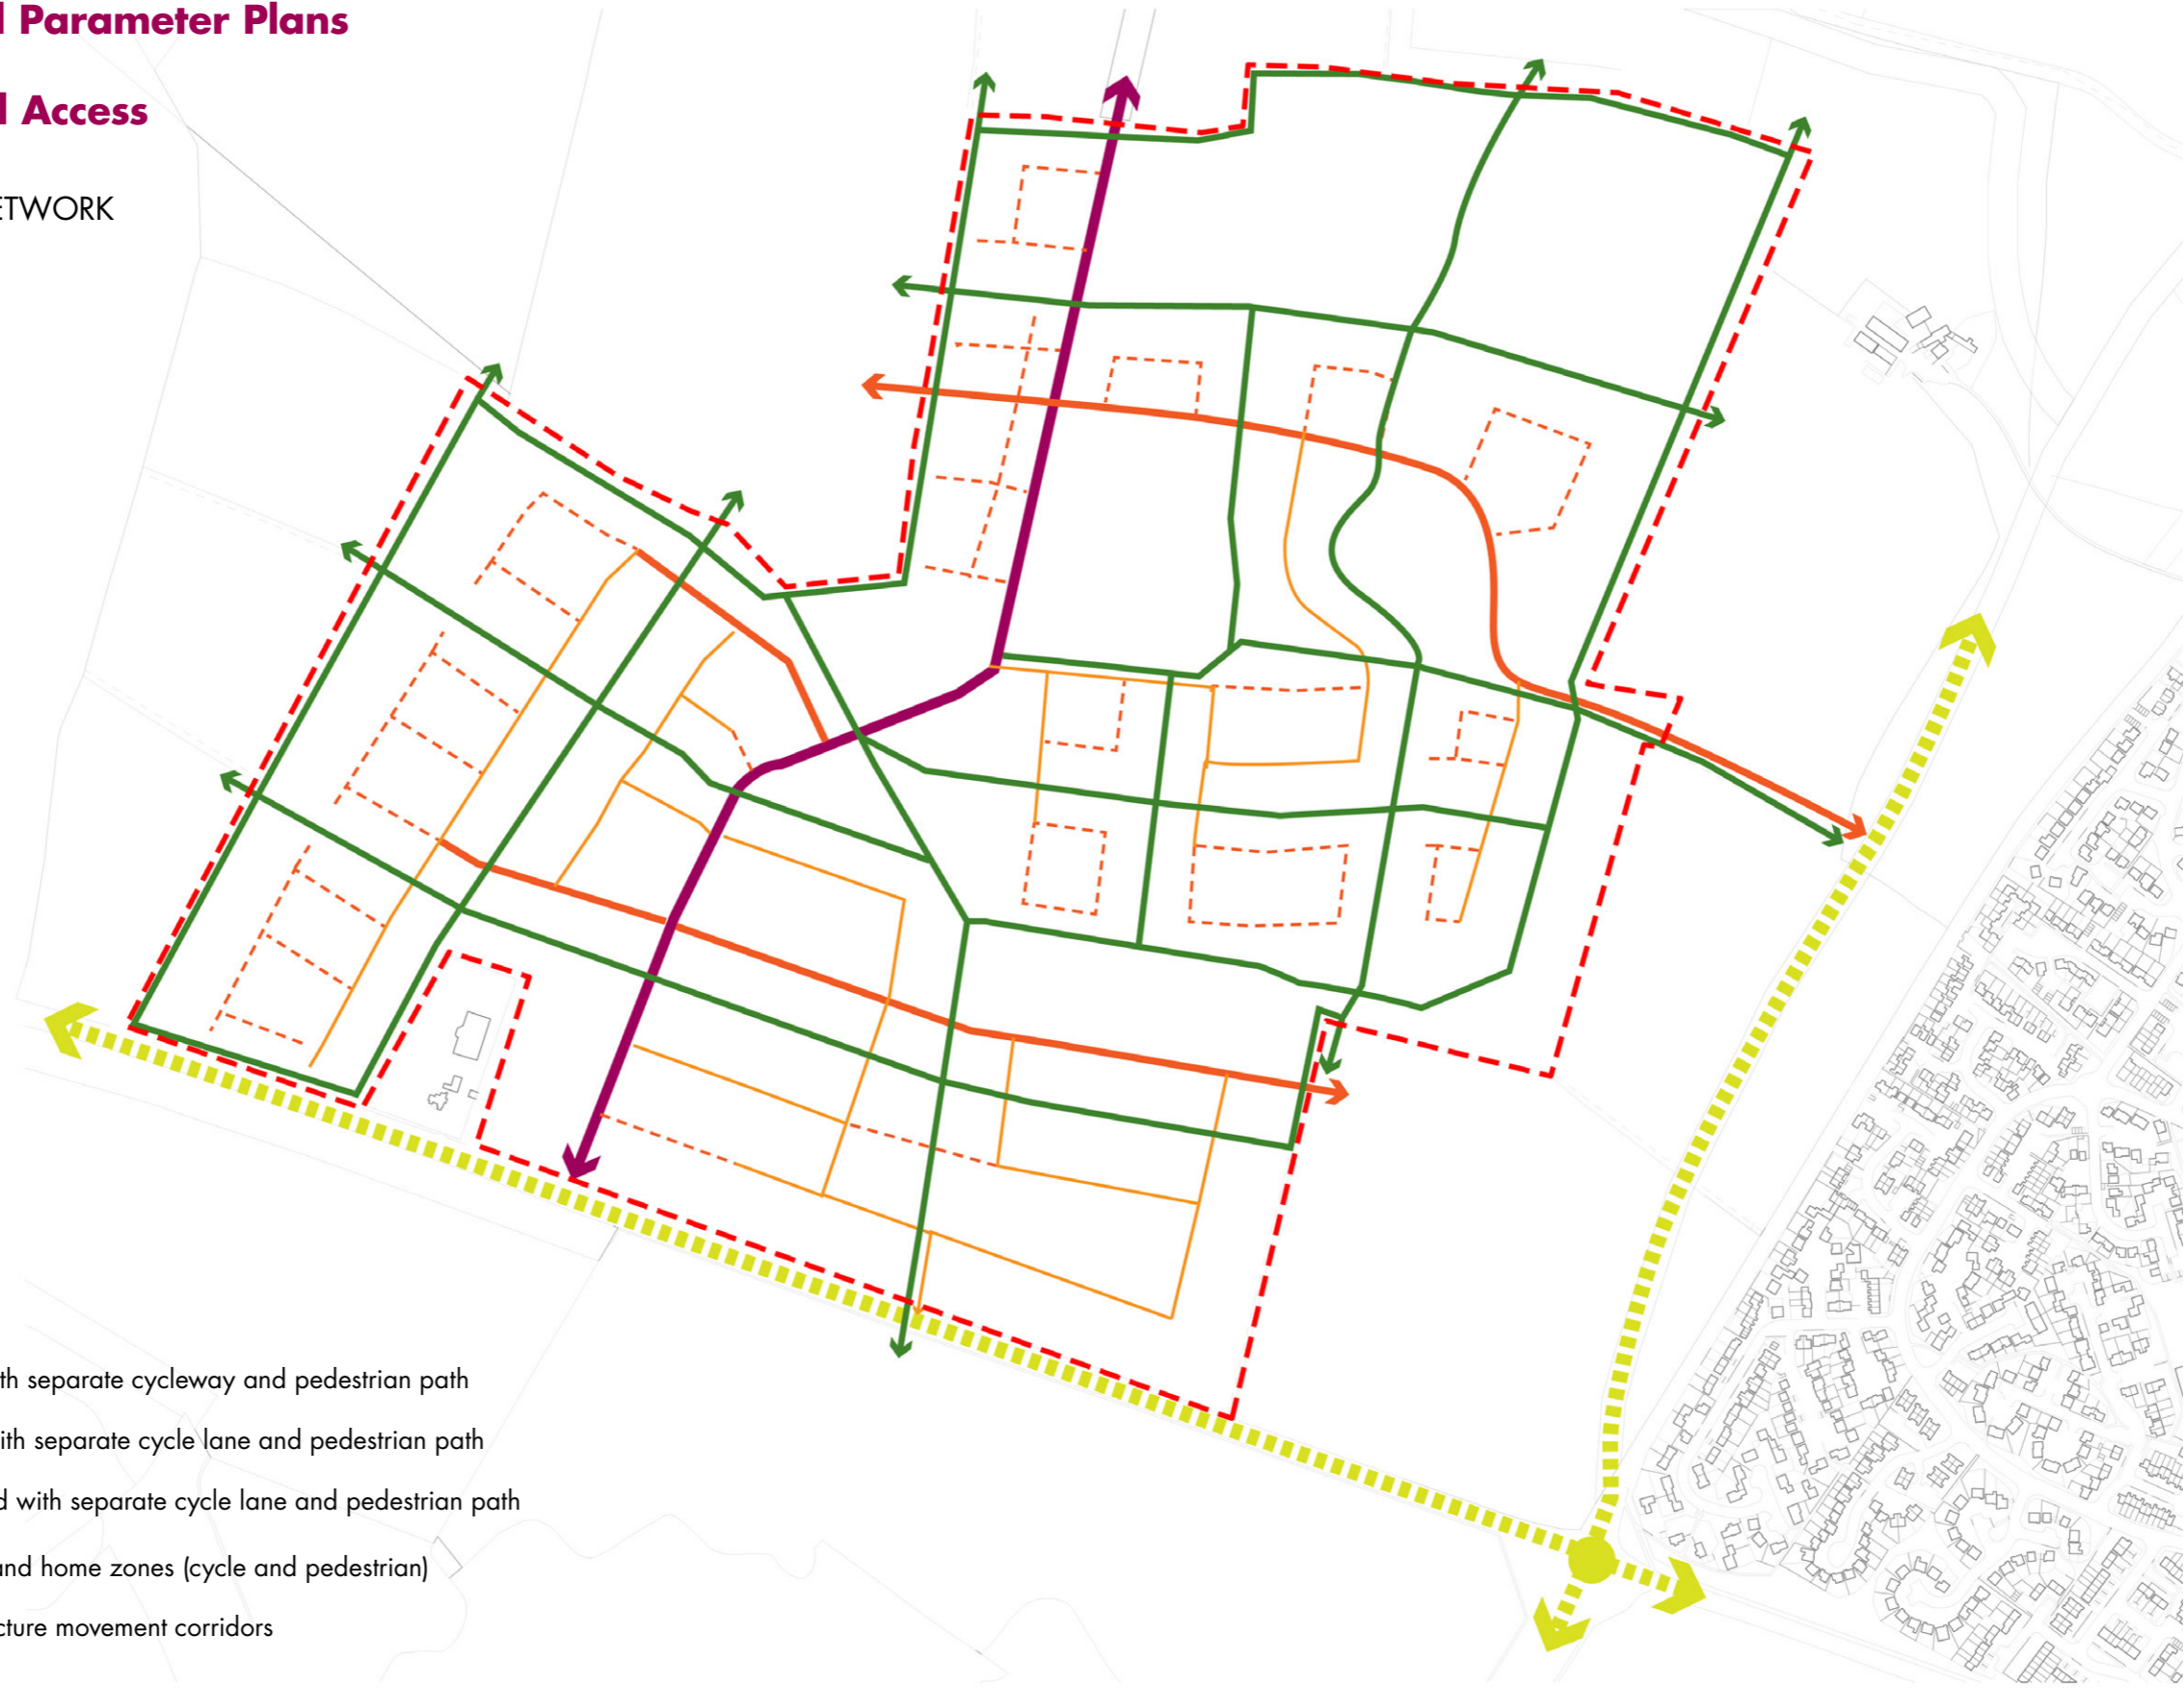 Parameter Plans
Access
ETWORK
th separate cycleway and pedestrian path
ith separate cycle lane and pedestrian path
d with separate cycle lane and pedestrian path
and home zones (cycle and pedestrian)
cture movement corridors